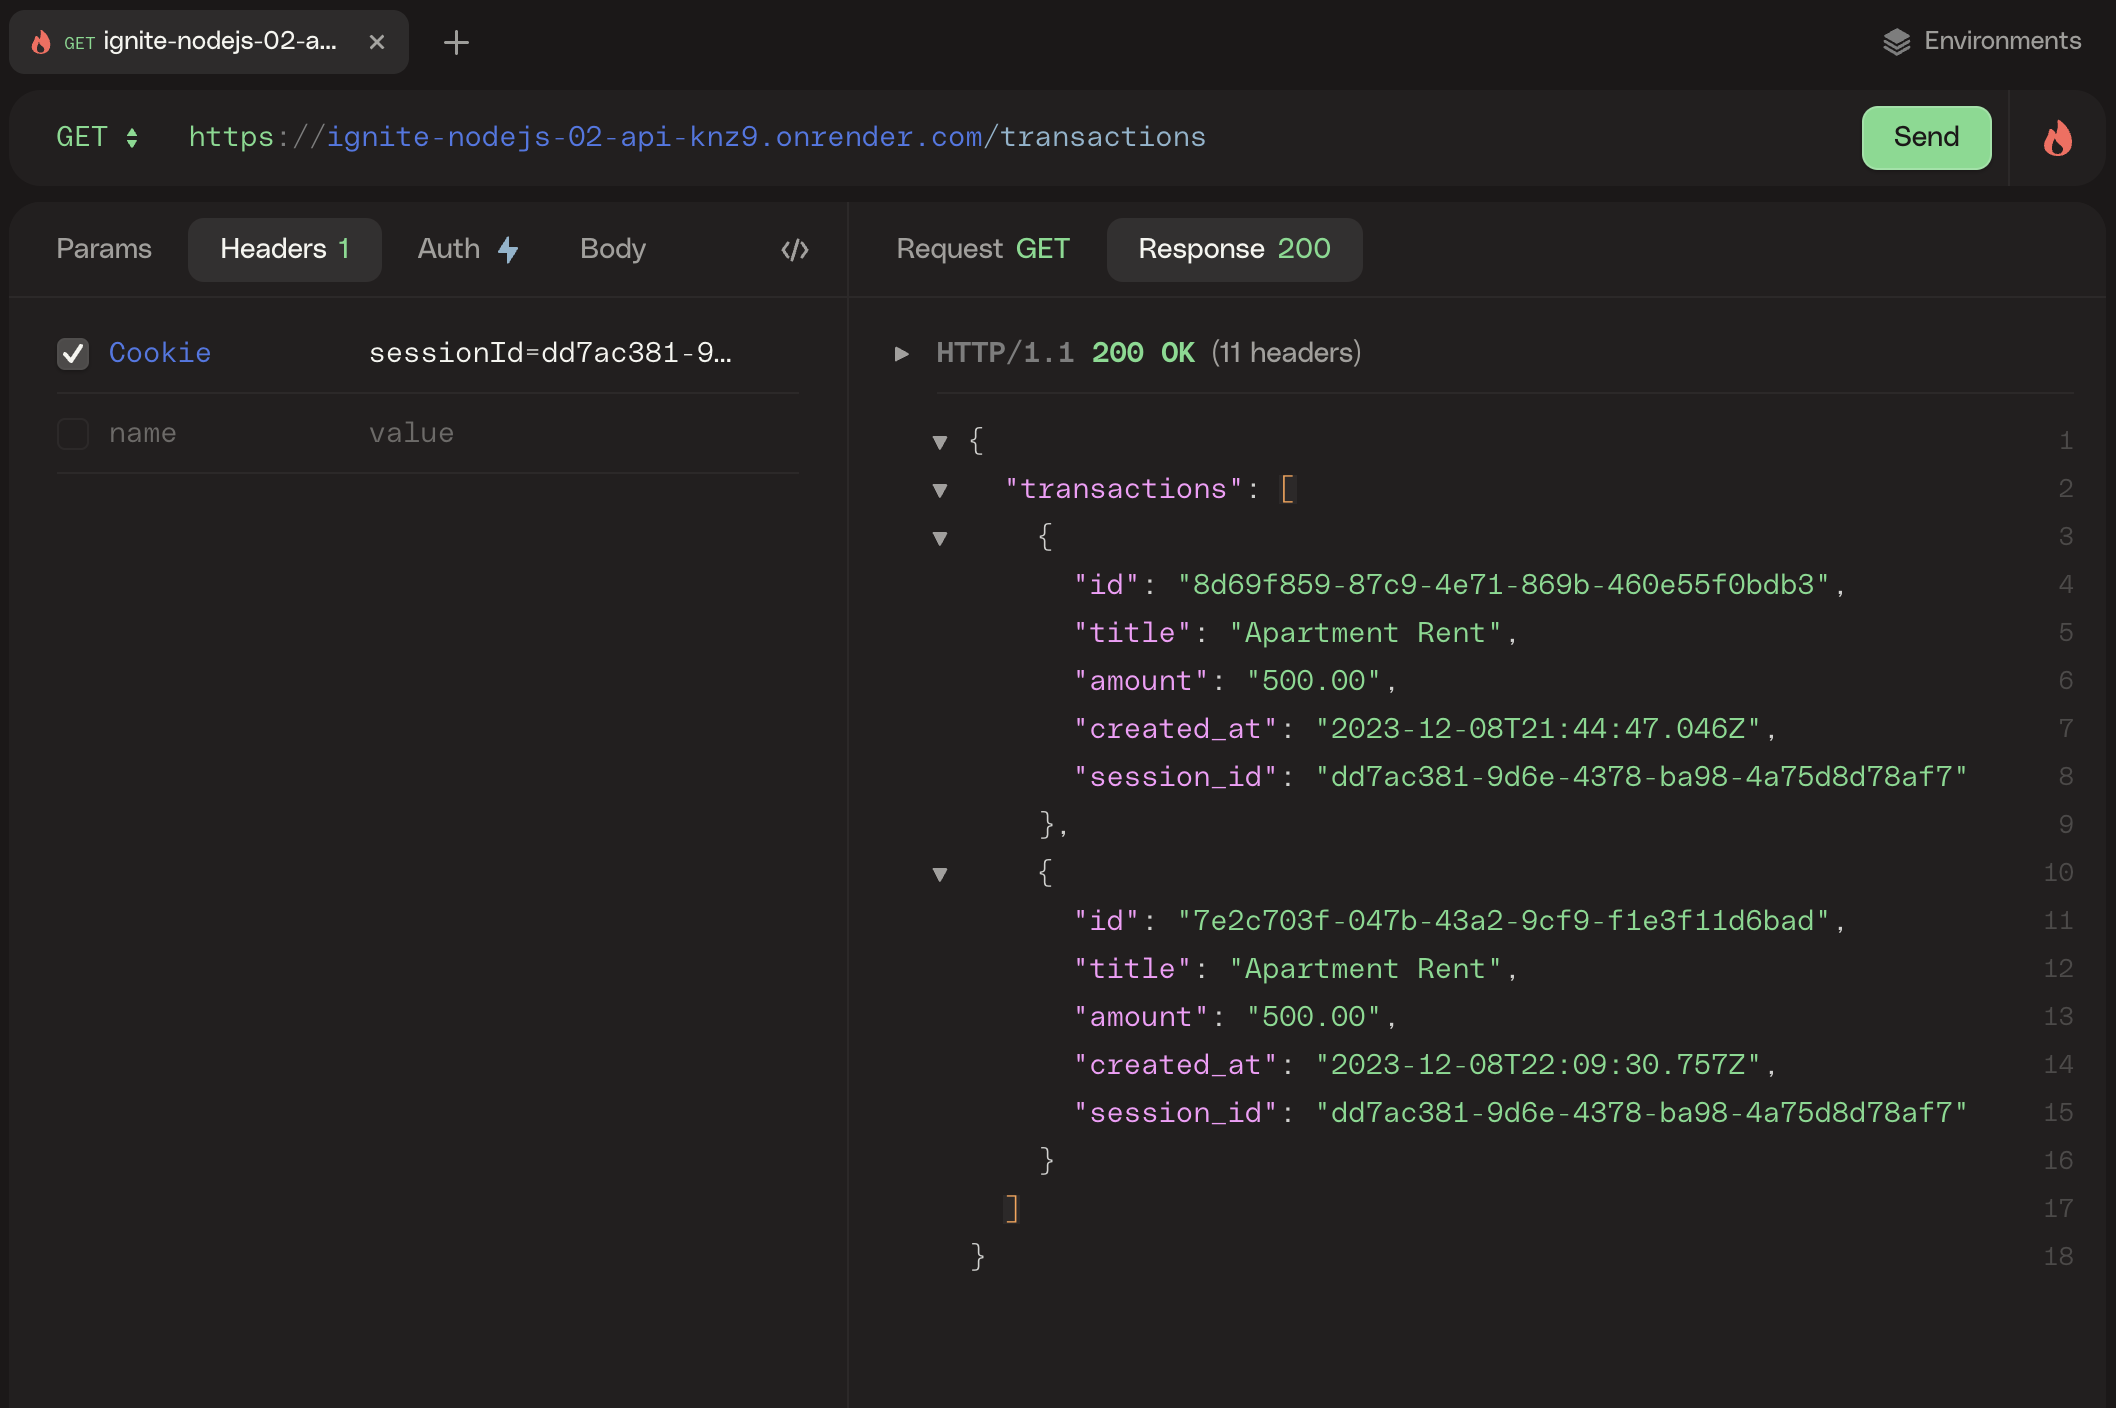 GET ignite-nodejs-02-a...
Environments
GET https://ignite-nodejs-02-api-knz9.onrender.com/transactions
Send
Params Headers 1 Auth Body </>
Request GET Response 200
Cookie sessionId=dd7ac381-9...
name value
HTTP/1.1 200 OK (11 headers)
{ 1
"transactions": [ 2
{ 3
"id": "8d69f859-87c9-4e71-869b-460e55f0bdb3", 4
"title": "Apartment Rent", 5
"amount": "500.00", 6
"created_at": "2023-12-08T21:44:47.046Z", 7
"session_id": "dd7ac381-9d6e-4378-ba98-4a75d8d78af7" 8
}, 9
{ 10
"id": "7e2c703f-047b-43a2-9cf9-f1e3f11d6bad", 11
"title": "Apartment Rent", 12
"amount": "500.00", 13
"created_at": "2023-12-08T22:09:30.757Z", 14
"session_id": "dd7ac381-9d6e-4378-ba98-4a75d8d78af7" 15
} 16
] 17
} 18